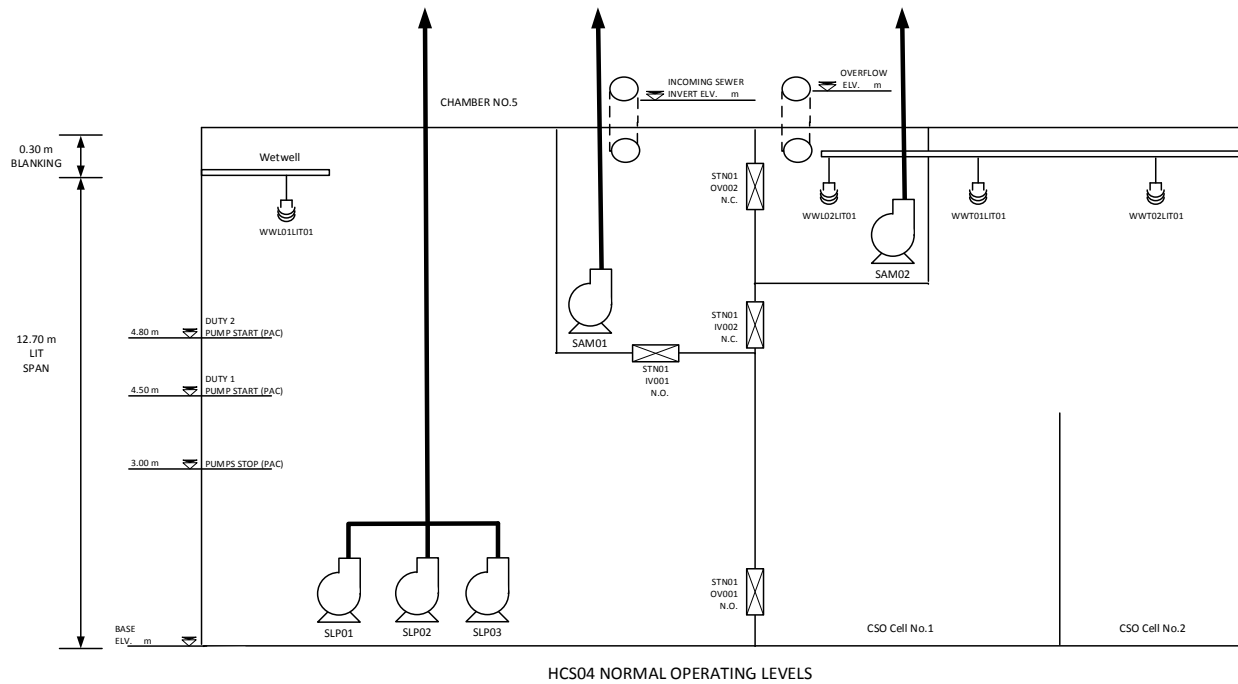 CHAMBER NO.5
INCOMING SEWER
INVERT ELV. m
OVERFLOW
ELV. m
0.30 m
BLANKING
Wetwell
WWL01LIT01
STN01
OV002
N.C.
WWL02LIT01
WWT01LIT01
WWT02LIT01
SAM02
SAM01
STN01
IV002
N.C.
STN01
IV001
N.O.
12.70 m
LIT
SPAN
4.80 m
DUTY 2
PUMP START (PAC)
4.50 m
DUTY 1
PUMP START (PAC)
3.00 m
PUMPS STOP (PAC)
STN01
OV001
N.O.
SLP01
SLP02
SLP03
BASE
ELV. m
CSO Cell No.1
CSO Cell No.2
HCS04 NORMAL OPERATING LEVELS